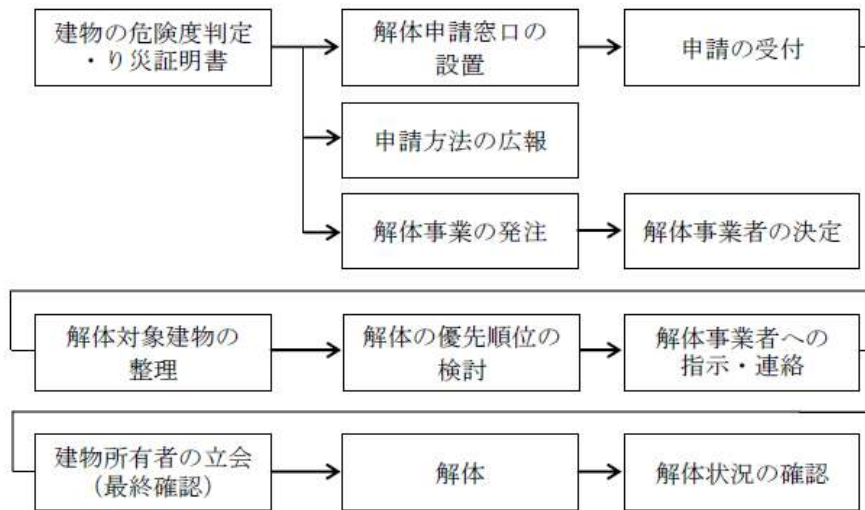 建物の危険度判定
・り災証明書
解体申請窓口の
設置
申請の受付
申請方法の広報
解体事業の発注
解体事業者の決定
解体対象建物の
整理
解体の優先順位の
検討
解体事業者への
指示・連絡
建物所有者の立会
（最終確認）
解体
解体状況の確認